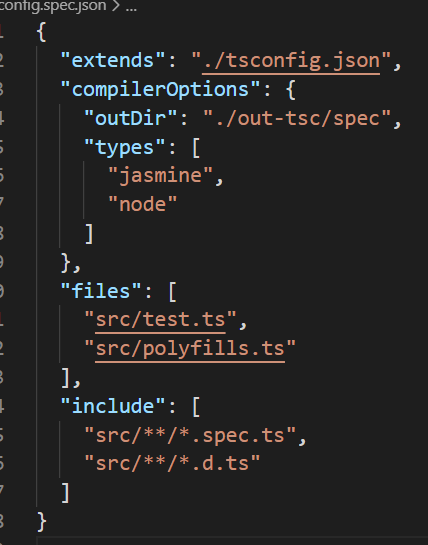 config.spec.json > ...
{
  "extends": "./tsconfig.json",
  "compilerOptions": {
    "outDir": "./out-tsc/spec",
    "types": [
      "jasmine",
      "node"
    ]
  },
  "files": [
    "src/test.ts",
    "src/polyfills.ts"
  ],
  "include": [
    "src/**/*.spec.ts",
    "src/**/*.d.ts"
  ]
}